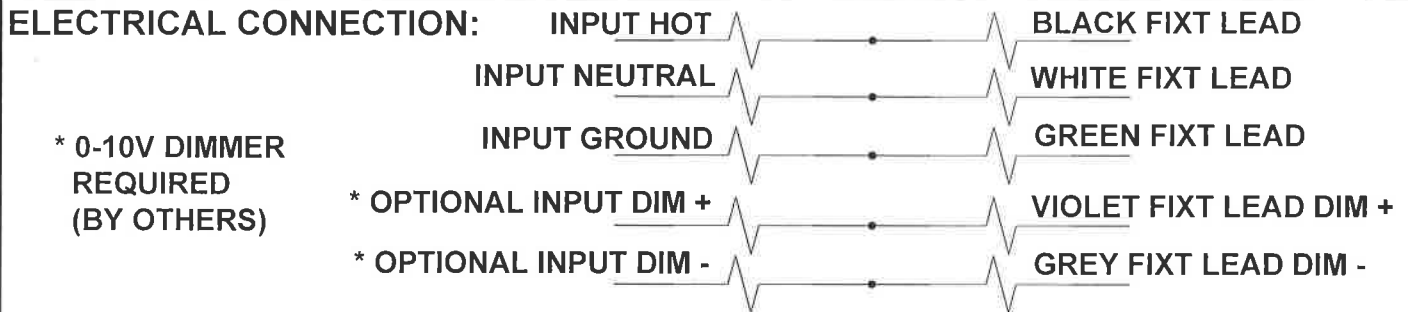 ELECTRICAL CONNECTION:
INPUT HOT
BLACK FIXT LEAD
INPUT NEUTRAL
WHITE FIXT LEAD
INPUT GROUND
GREEN FIXT LEAD
* 0-10V DIMMER
REQUIRED
(BY OTHERS)
* OPTIONAL INPUT DIM +
VIOLET FIXT LEAD DIM +
* OPTIONAL INPUT DIM -
GREY FIXT LEAD DIM -